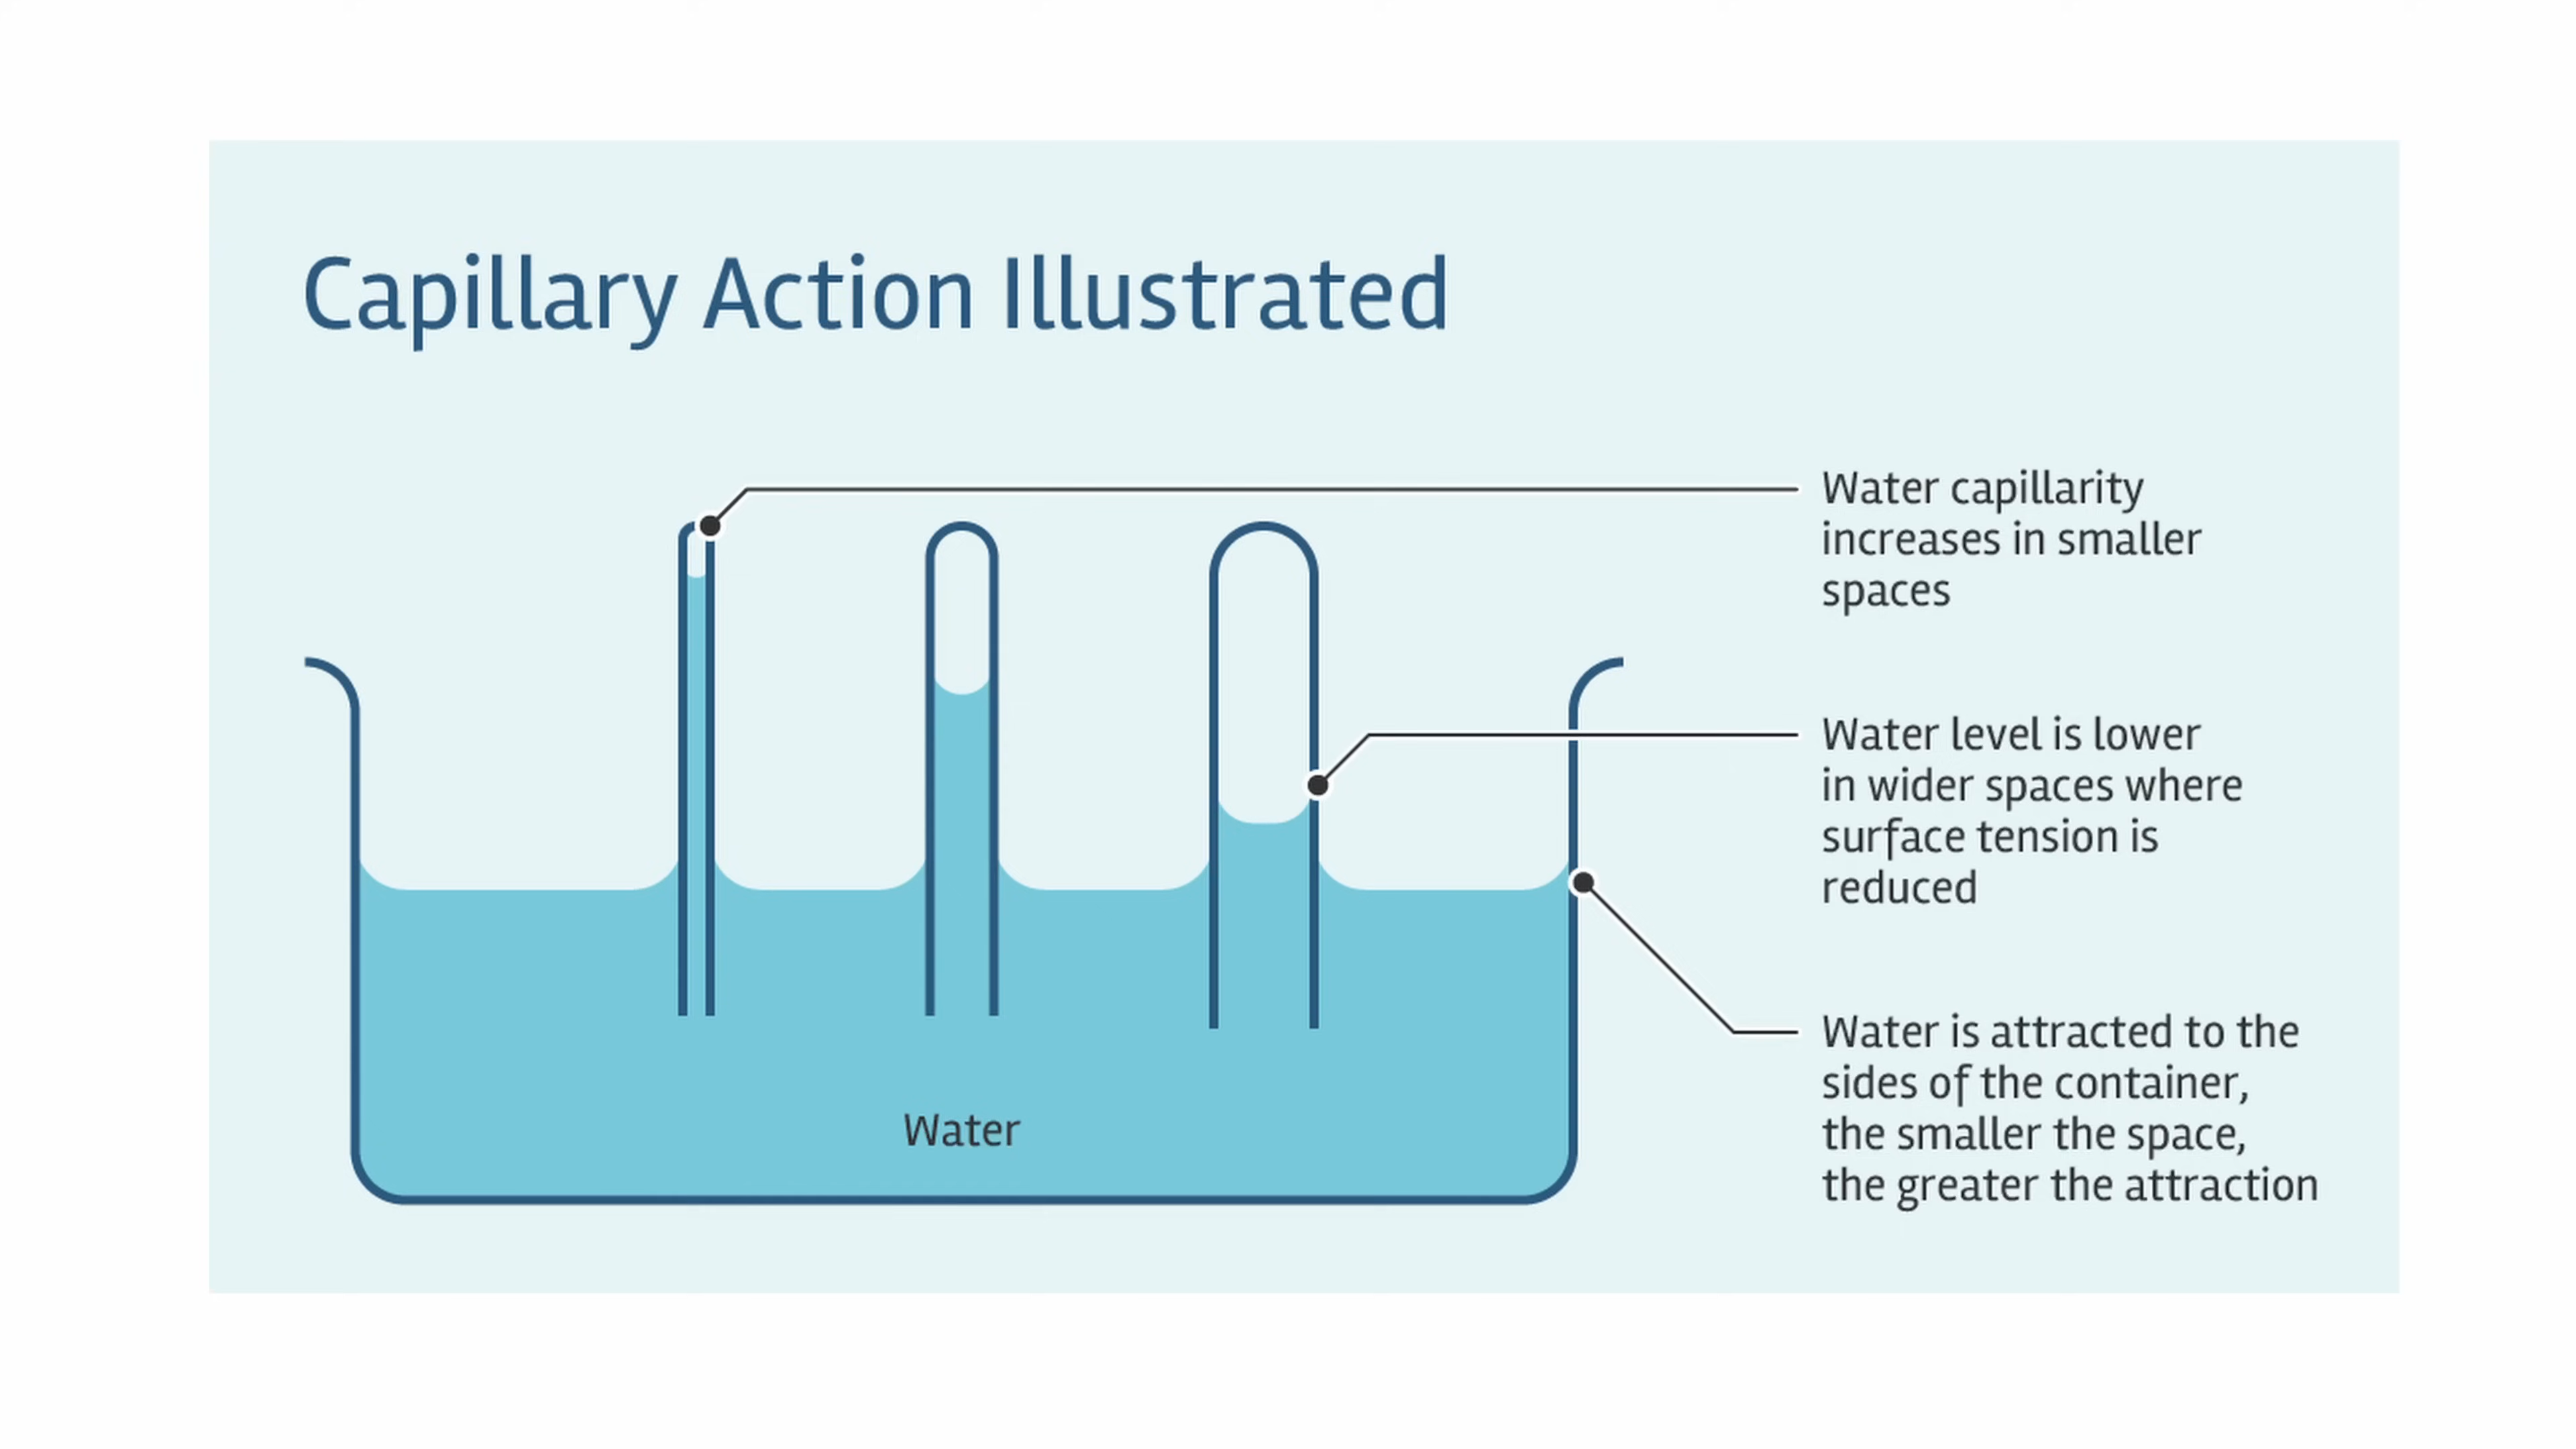 Capillary Action Illustrated
Water capillarity
increases in smaller
spaces
Water level is lower
in wider spaces where
surface tension is
reduced
Water is attracted to the
sides of the container,
the smaller the space,
the greater the attraction
Water